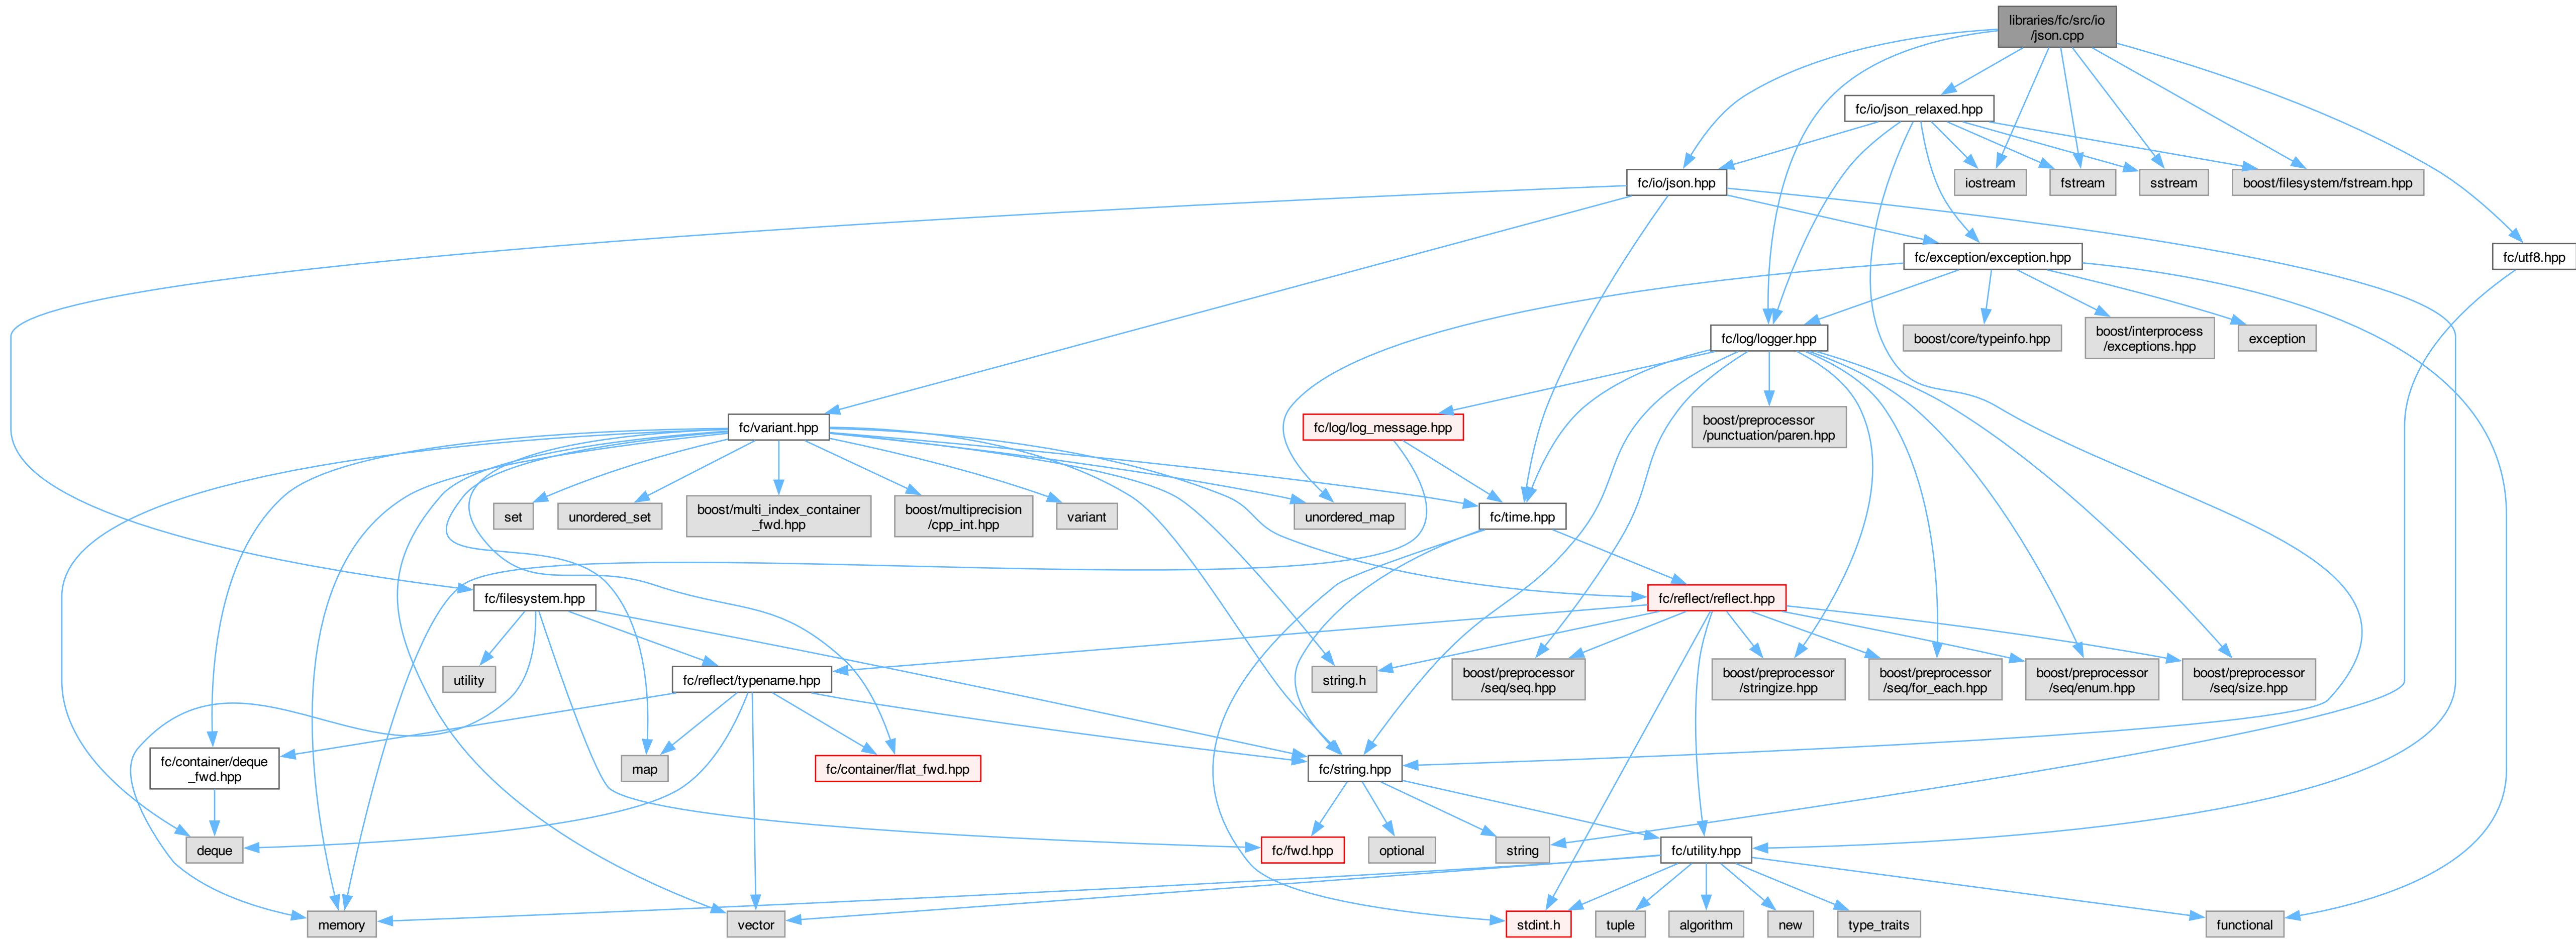 libraries/fc/src/io
/json.cpp
fc/io/json_relaxed.hpp
fc/io/json.hpp
iostream
fstream
sstream
boost/filesystem/fstream.hpp
fc/exception/exception.hpp
fc/utf8.hpp
fc/log/logger.hpp
boost/core/typeinfo.hpp
boost/interprocess
/exceptions.hpp
exception
fc/variant.hpp
fc/log/log_message.hpp
boost/preprocessor
/punctuation/paren.hpp
set
unordered_set
boost/multi_index_container
_fwd.hpp
boost/multiprecision
/cpp_int.hpp
variant
unordered_map
fc/time.hpp
fc/filesystem.hpp
fc/reflect/reflect.hpp
utility
fc/reflect/typename.hpp
string.h
boost/preprocessor
/seq/seq.hpp
boost/preprocessor
/stringize.hpp
boost/preprocessor
/seq/for_each.hpp
boost/preprocessor
/seq/enum.hpp
boost/preprocessor
/seq/size.hpp
fc/container/deque
_fwd.hpp
map
fc/container/flat_fwd.hpp
fc/string.hpp
deque
fc/fwd.hpp
optional
string
fc/utility.hpp
memory
vector
stdint.h
tuple
algorithm
new
type_traits
functional